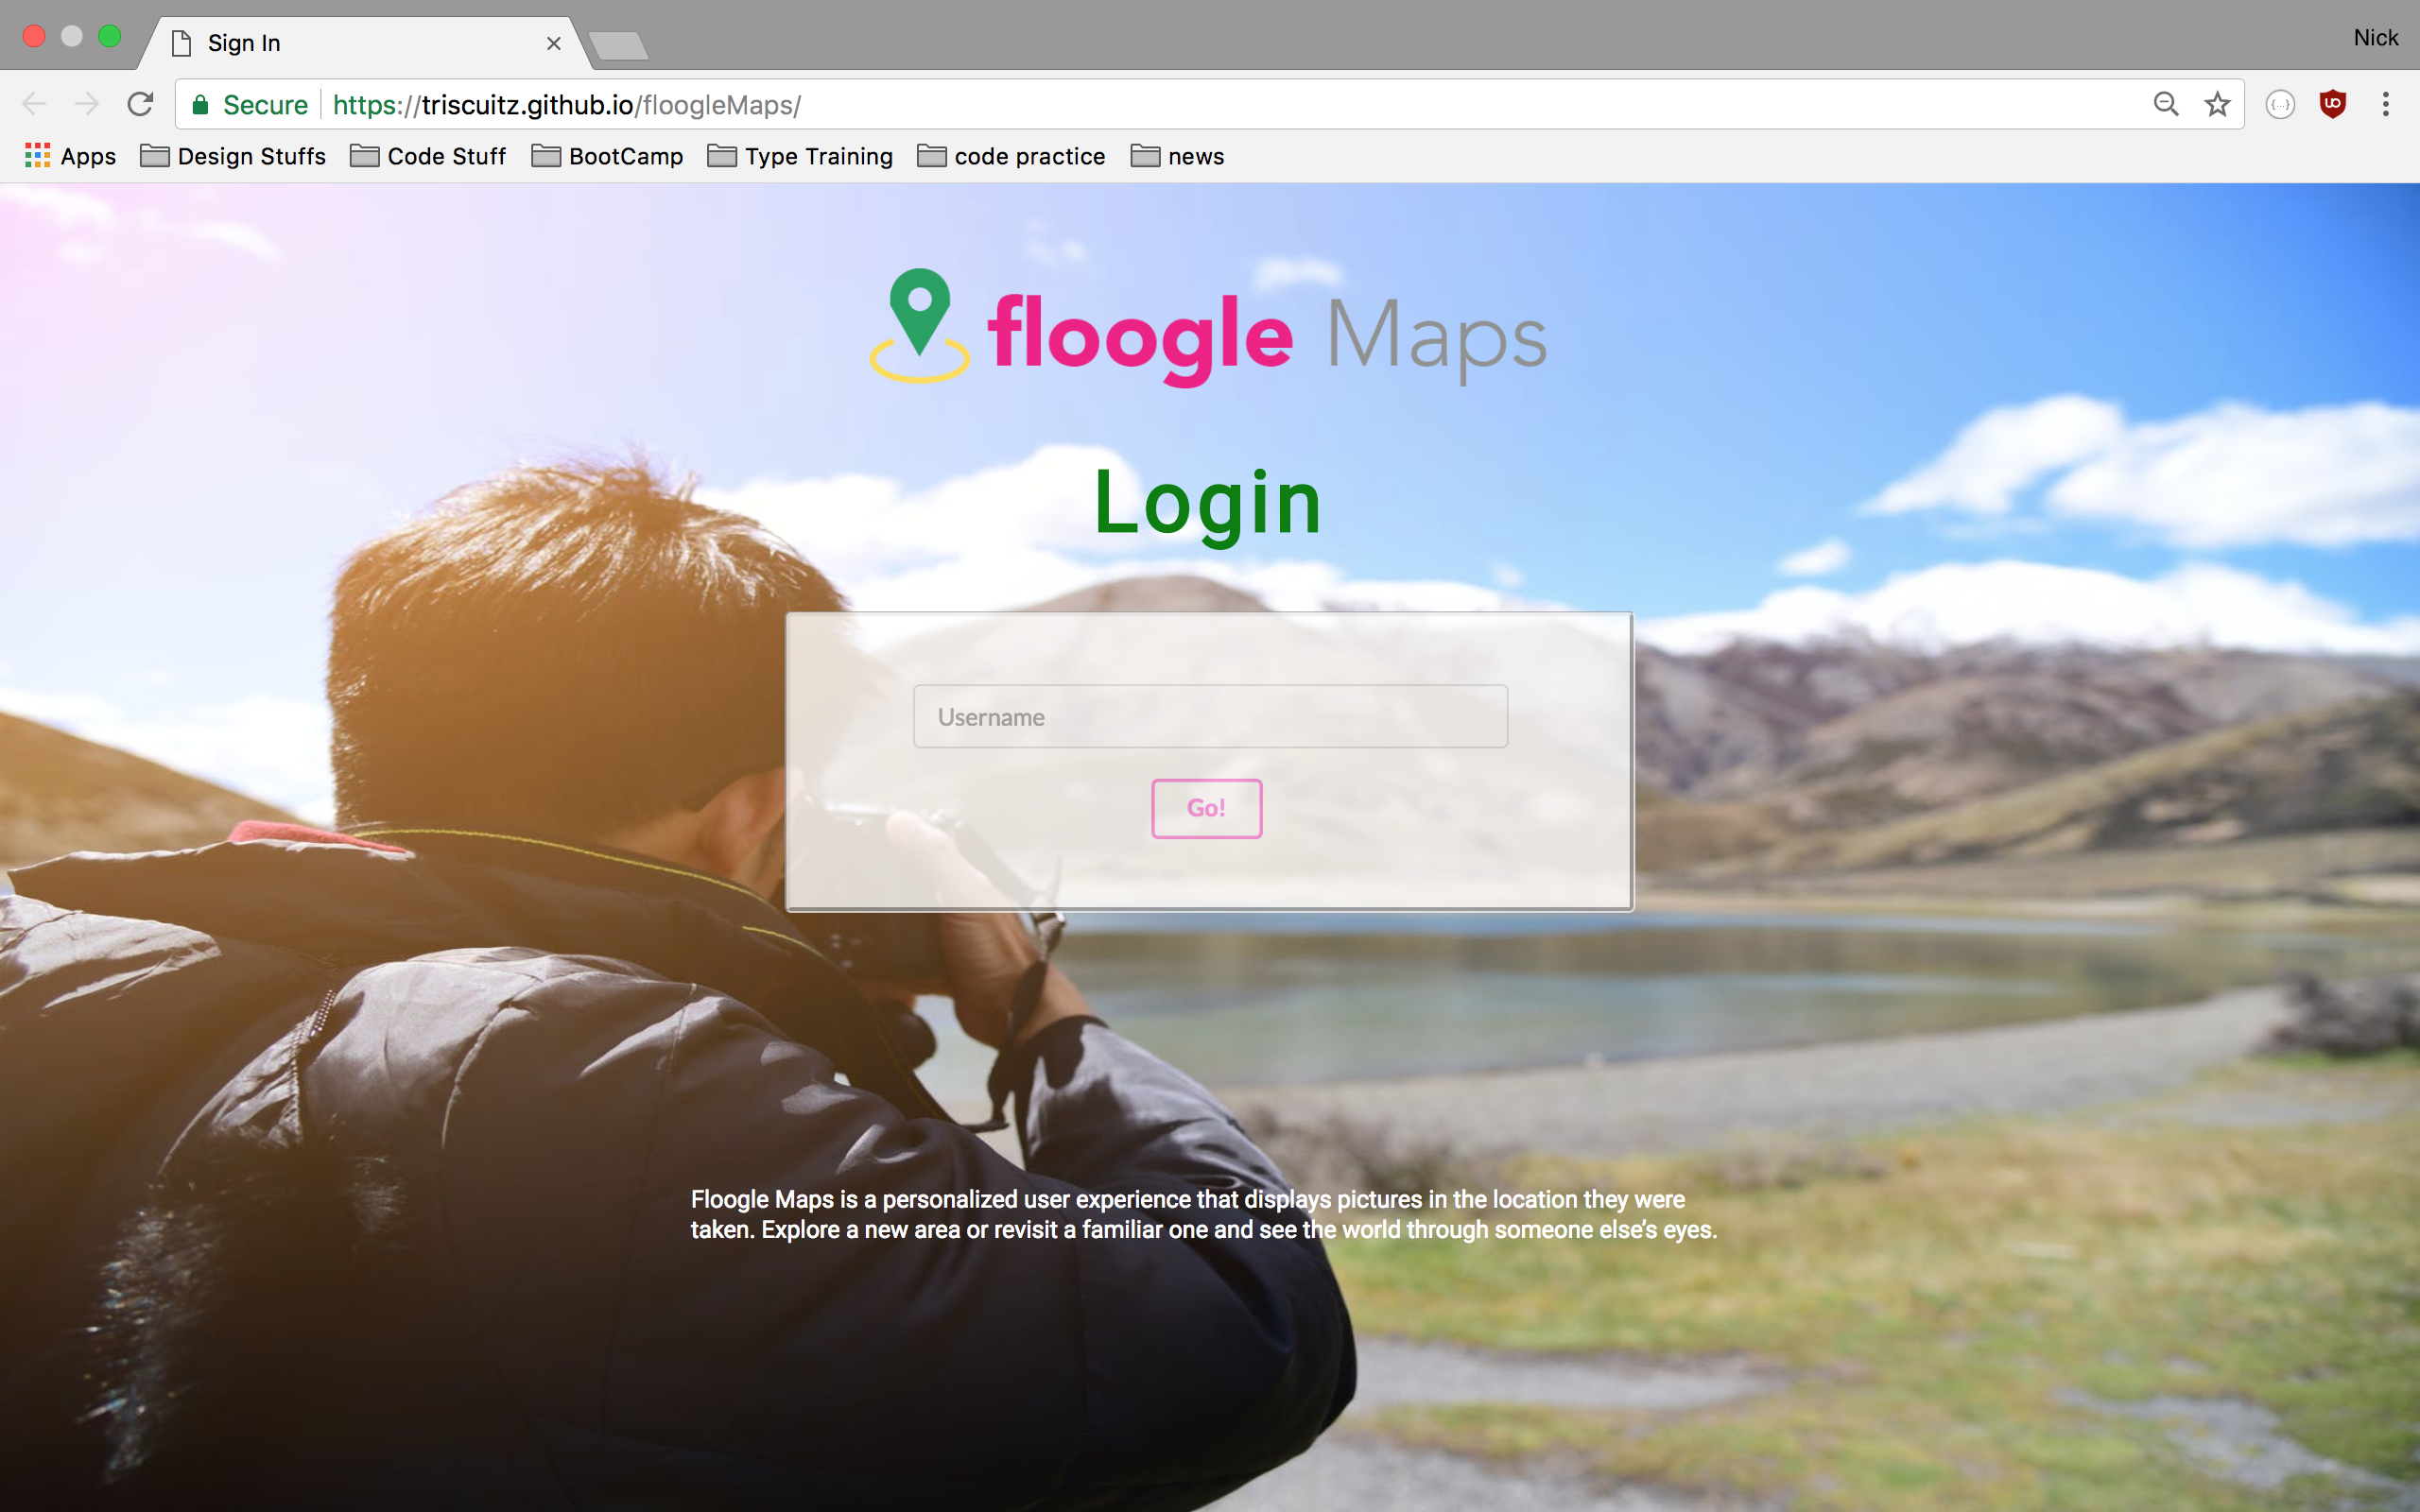 Sign In
Nick
Secure https://triscuitz.github.io/floogleMaps/
Apps Design Stuffs Code Stuff BootCamp Type Training code practice news
floogle Maps
Login
Username
Go!
Floogle Maps is a personalized user experience that displays pictures in the location they were
taken. Explore a new area or revisit a familiar one and see the world through someone else’s eyes.